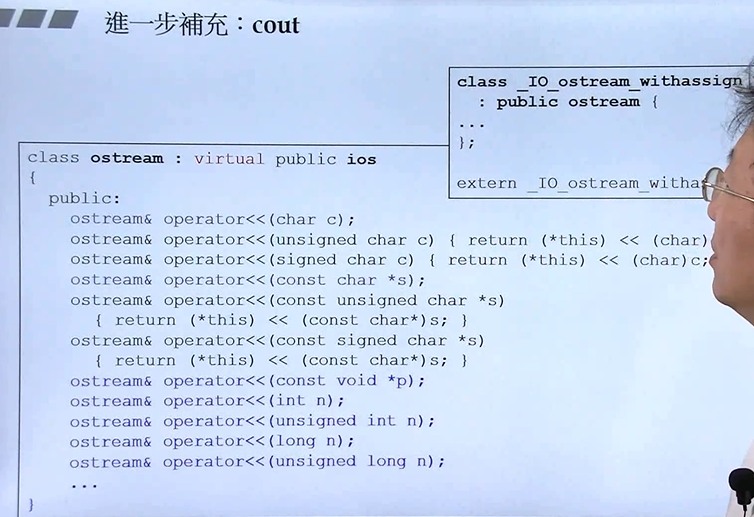 進一步補充：cout
class _IO_ostream_withassign
: public ostream {
...
};
extern _IO_ostream_witha
class ostream : virtual public ios
{
public:
ostream& operator<<(char c);
ostream& operator<<(unsigned char c) { return (*this) << (char)
ostream& operator<<(signed char c) { return (*this) << (char)c;
ostream& operator<<(const char *s);
ostream& operator<<(const unsigned char *s)
{ return (*this) << (const char*)s; }
ostream& operator<<(const signed char *s)
{ return (*this) << (const char*)s; }
ostream& operator<<(const void *p);
ostream& operator<<(int n);
ostream& operator<<(unsigned int n);
ostream& operator<<(long n);
ostream& operator<<(unsigned long n);
...
}